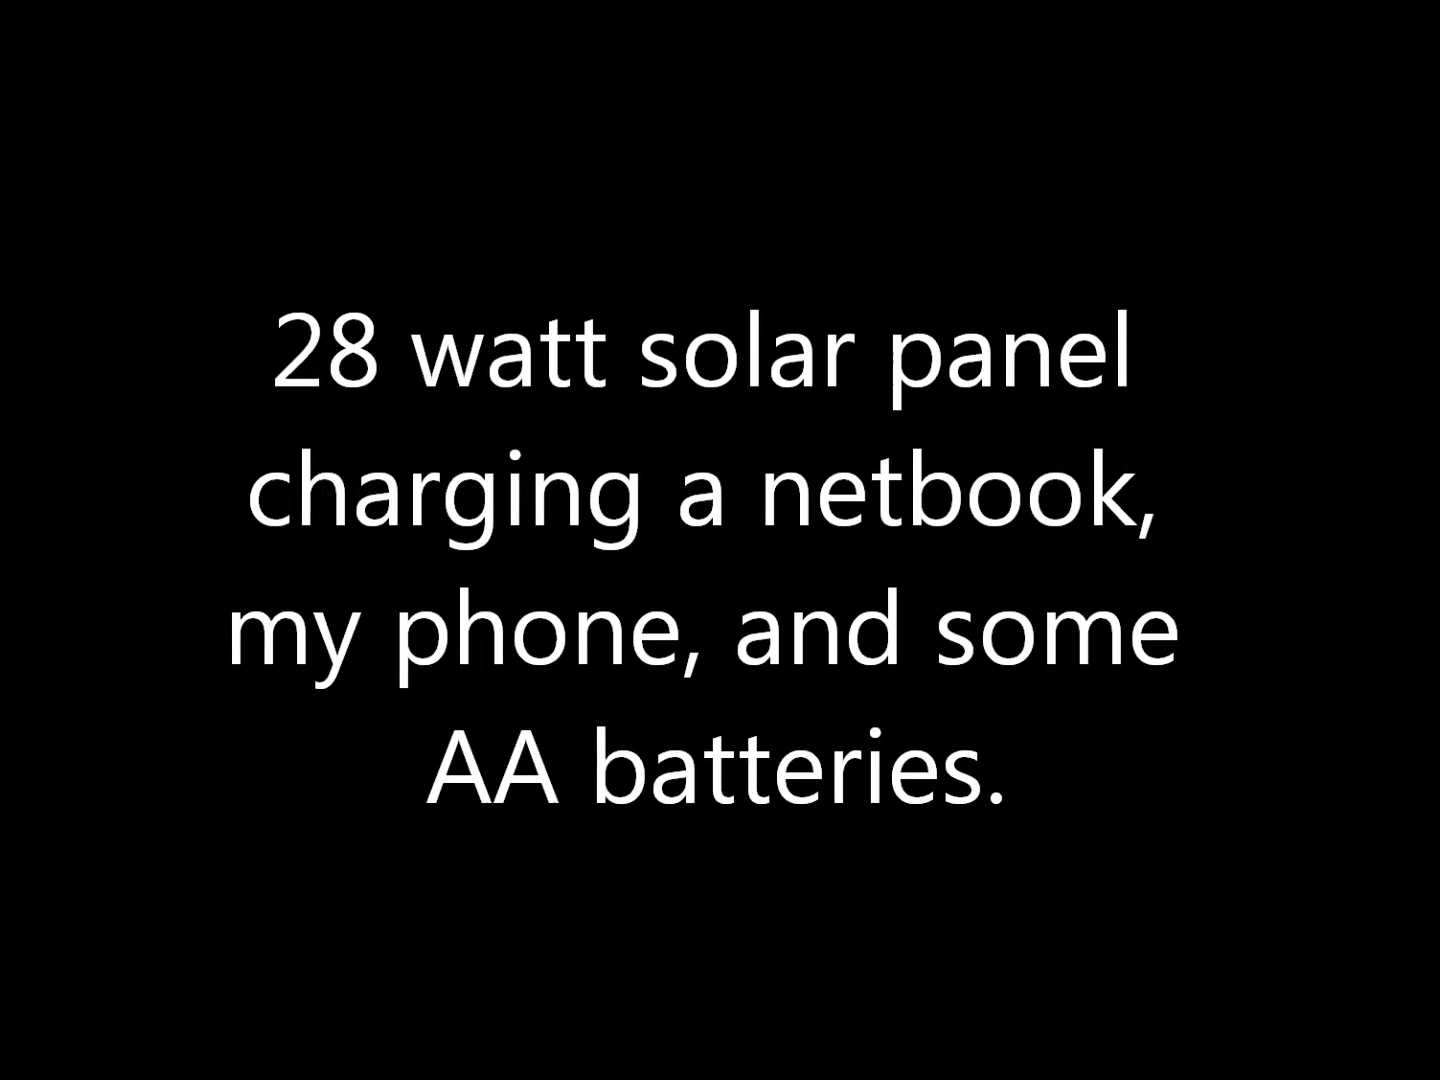 28 watt solar panel
charging a netbook,
my phone, and some
AA batteries.